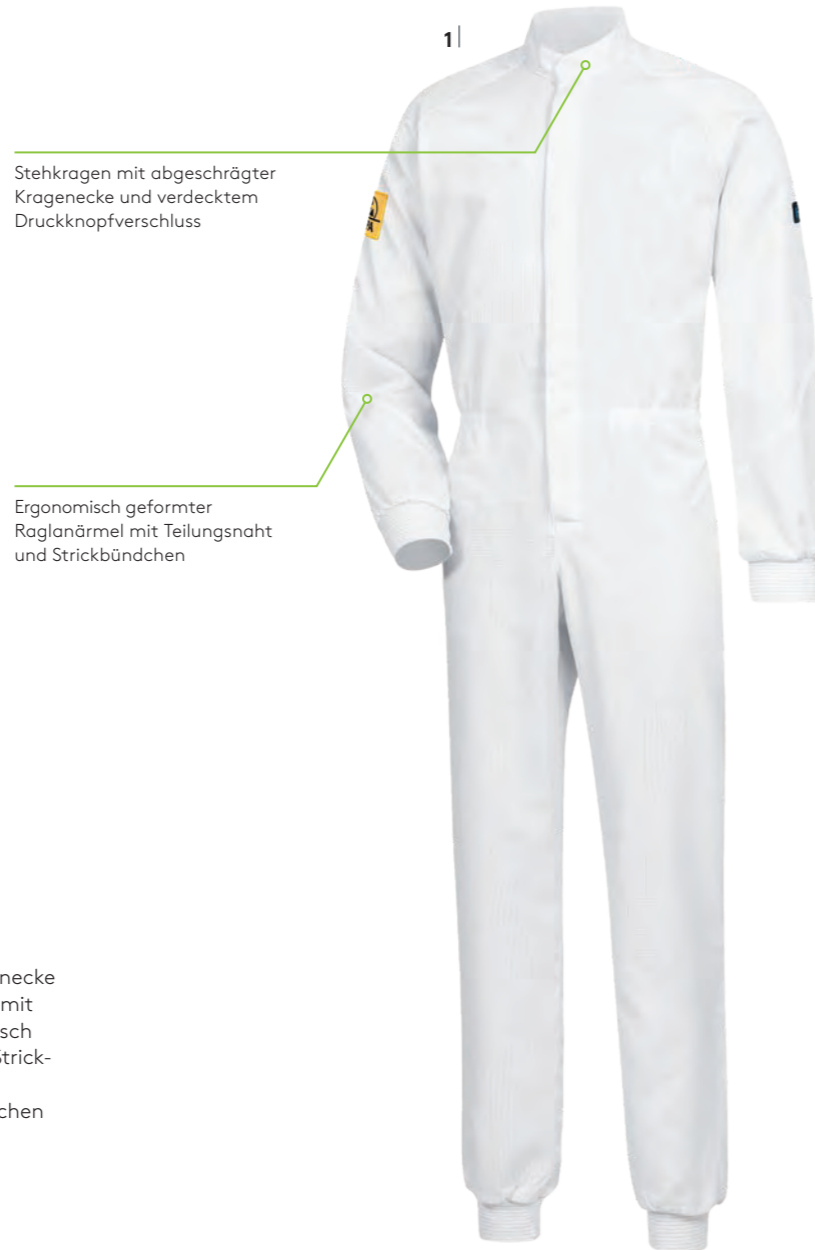 1|
Stehkragen mit abgeschrägter
Kragenecke und verdecktem
Druckknopfverschluss
Ergonomisch geformter
Raglanärmel mit Teilungsnaht
und Strickbündchen
necke
mit
sch
Strick-
chen